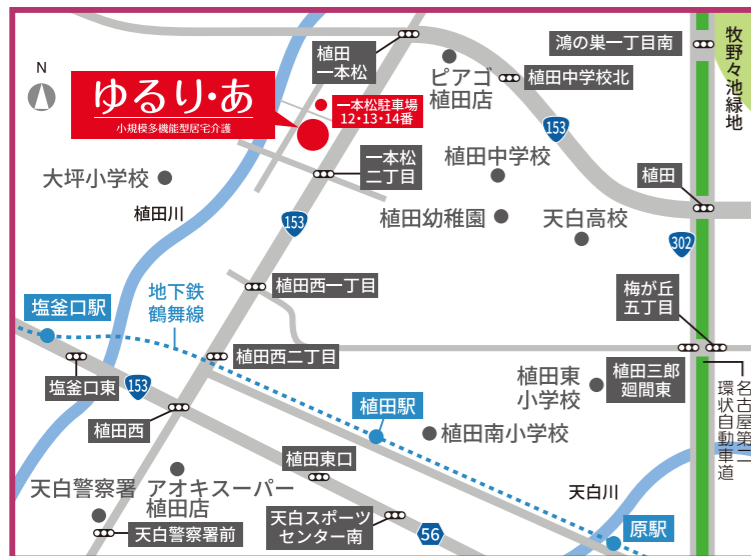 植田
一本松
鴻の巣一丁目南
牧野々池緑地
N
ピアゴ
植田店
植田中学校北
ゆるり・あ
小規模多機能型居宅介護
一本松駐車場
12・13・14番
153
一本松
二丁目
植田中学校
植田
大坪小学校
植田川
植田幼稚園
天白高校
153
302
植田西一丁目
梅が丘
五丁目
塩釜口駅
地下鉄
鶴舞線
植田西二丁目
塩釜口東
153
植田東
小学校
植田三郎
廻間東
名古屋第二
環状自動車道
植田駅
植田西
植田南小学校
植田東口
天白警察署
アオキスーパー
植田店
天白川
天白スポーツ
センター南
56
原駅
天白警察署前